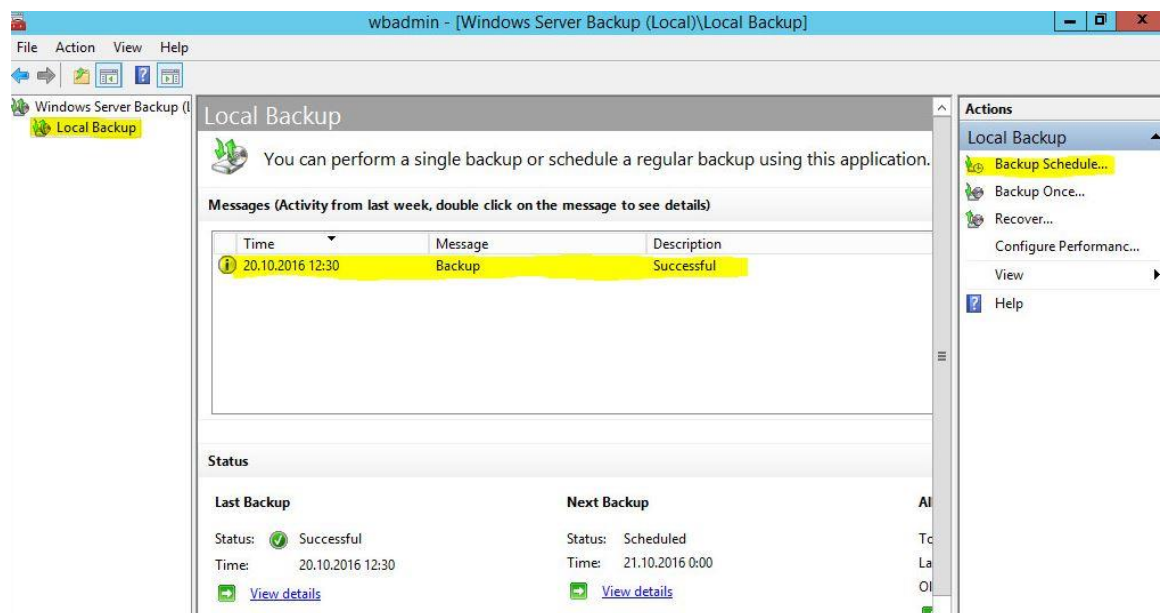 wbadmin - [Windows Server Backup (Local)\Local Backup]
File Action View Help
Windows Server Backup (L
Local Backup
Local Backup
You can perform a single backup or schedule a regular backup using this application.
Messages (Activity from last week, double click on the message to see details)
Time Message Description
20.10.2016 12:30 Backup Successful
Status
Last Backup
Status: Successful
Time: 20.10.2016 12:30
View details
Next Backup
Status: Scheduled
Time: 21.10.2016 0:00
View details
Al
To
La
Ol
Actions
Local Backup
Backup Schedule...
Backup Once...
Recover...
Configure Performanc...
View
Help